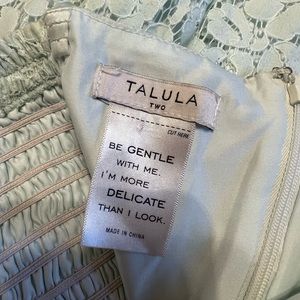 TALULA
TWO
CUT HERE
BE GENTLE
WITH ME.
I'M MORE
DELICATE
THAN I LOOK.
MADE IN CHINA